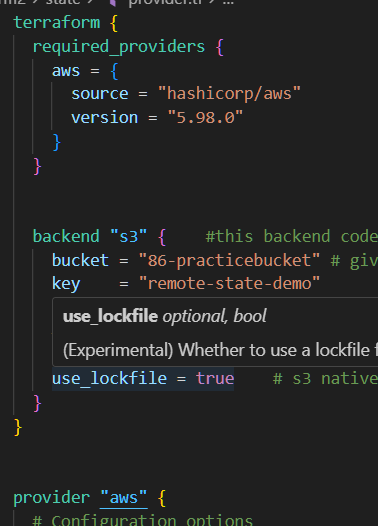 state > provider.tf > ...
terraform {
required_providers {
aws = {
source = "hashicorp/aws"
version = "5.98.0"
}
}
backend "s3" { #this backend code
bucket = "86-practicebucket" # giv
key = "remote-state-demo"
use_lockfile optional, bool
(Experimental) Whether to use a lockfile f
use_lockfile = true # s3 native
}
}
provider "aws" {
# Configuration options